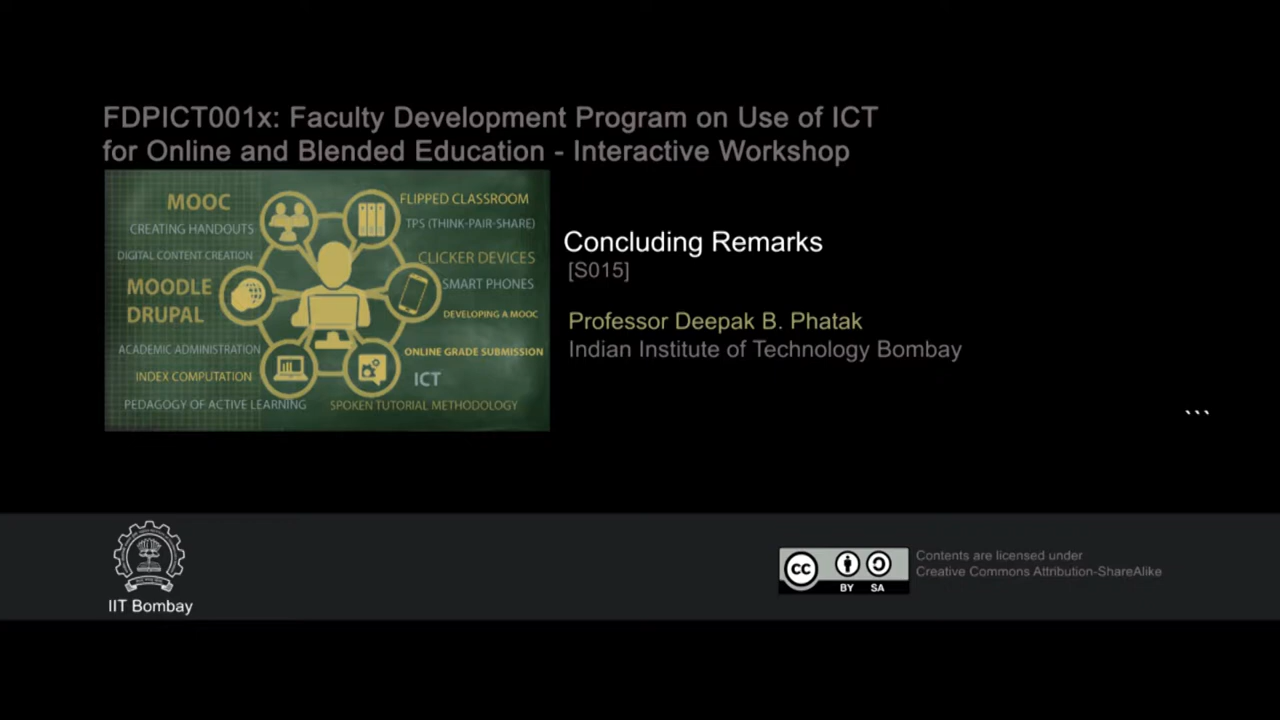 FDPICT001x: Faculty Development Program on Use of ICT
for Online and Blended Education - Interactive Workshop
MOOC
CREATING HANDOUTS
DIGITAL CONTENT CREATION
MOODLE
DRUPAL
ACADEMIC ADMINISTRATION
INDEX COMPUTATION
PEDAGOGY OF ACTIVE LEARNING
FLIPPED CLASSROOM
TPS (THINK-PAIR-SHARE)
CLICKER DEVICES
SMART PHONES
DEVELOPING A MOOC
ONLINE GRADE SUBMISSION
ICT
SPOKEN TUTORIAL METHODOLOGY
Concluding Remarks
[S015]
Professor Deepak B. Phatak
Indian Institute of Technology Bombay
```
IIT Bombay
cc
BY SA
Contents are licensed under
Creative Commons Attribution-ShareAlike